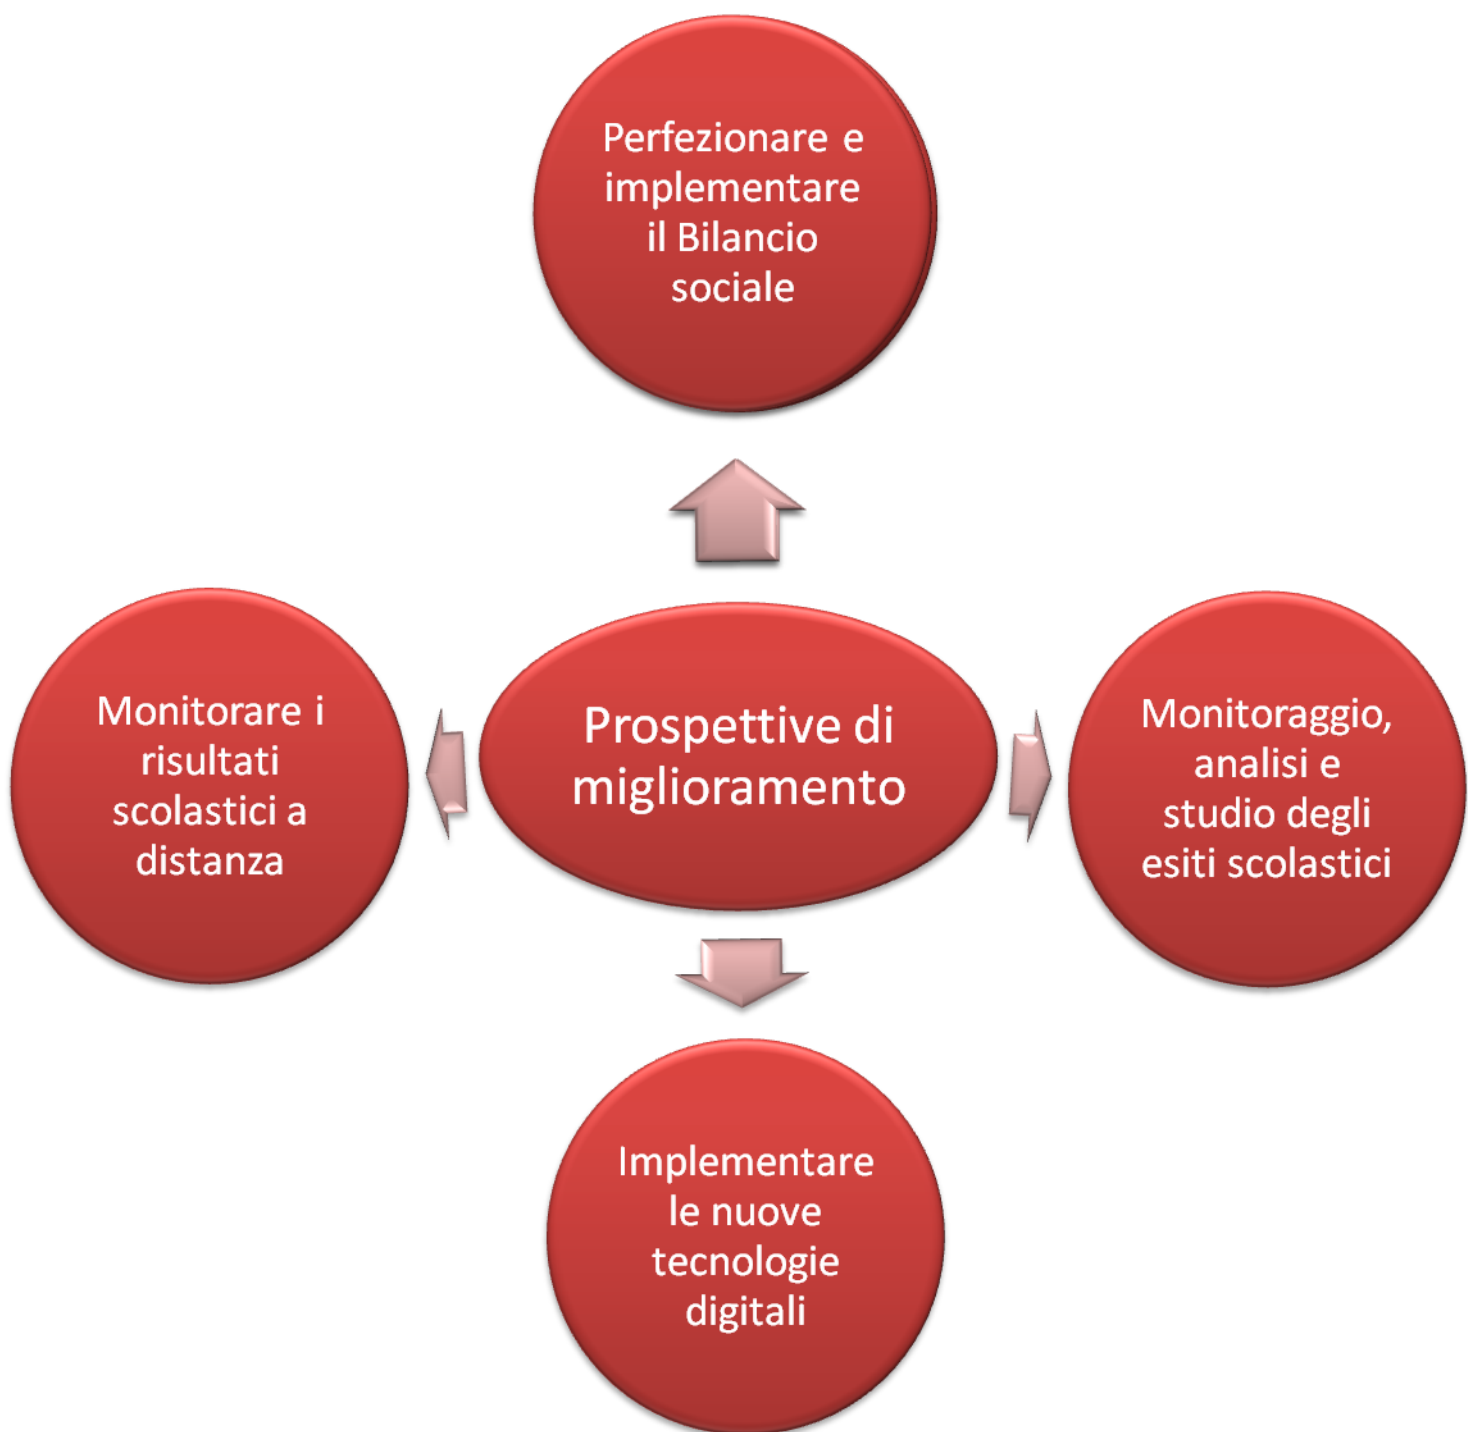 Perfezionare e
implementare
il Bilancio
sociale
Monitorare i
risultati
scolastici a
distanza
Prospettive di
miglioramento
Monitoraggio,
analisi e
studio degli
esiti scolastici
Implementare
le nuove
tecnologie
digitali